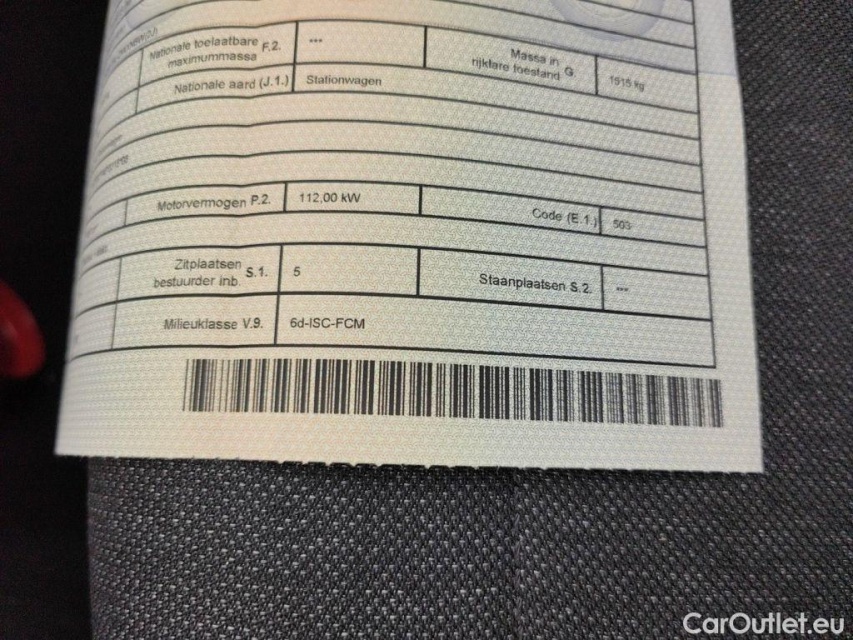 Nationale toelaatbare F.2. *** Massa in G. 1515 kg
maximummassa rijklare toestand
Nationale aard (J.1.) Stationwagen
Motorvermogen P.2. 112,00 kW Code (E.1.) 503
Zitplaatsen S.1. 5 Staanplaatsen S.2. ---
bestuurder inb.
Milieuklasse V.9. 6d-ISC-FCM
CarOutlet.eu